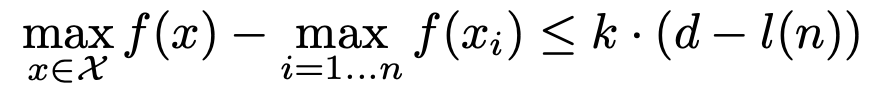 max_{x∈𝒳} f(x) − max_{i=1...n} f(x_i) ≤ k · (d − l(n))